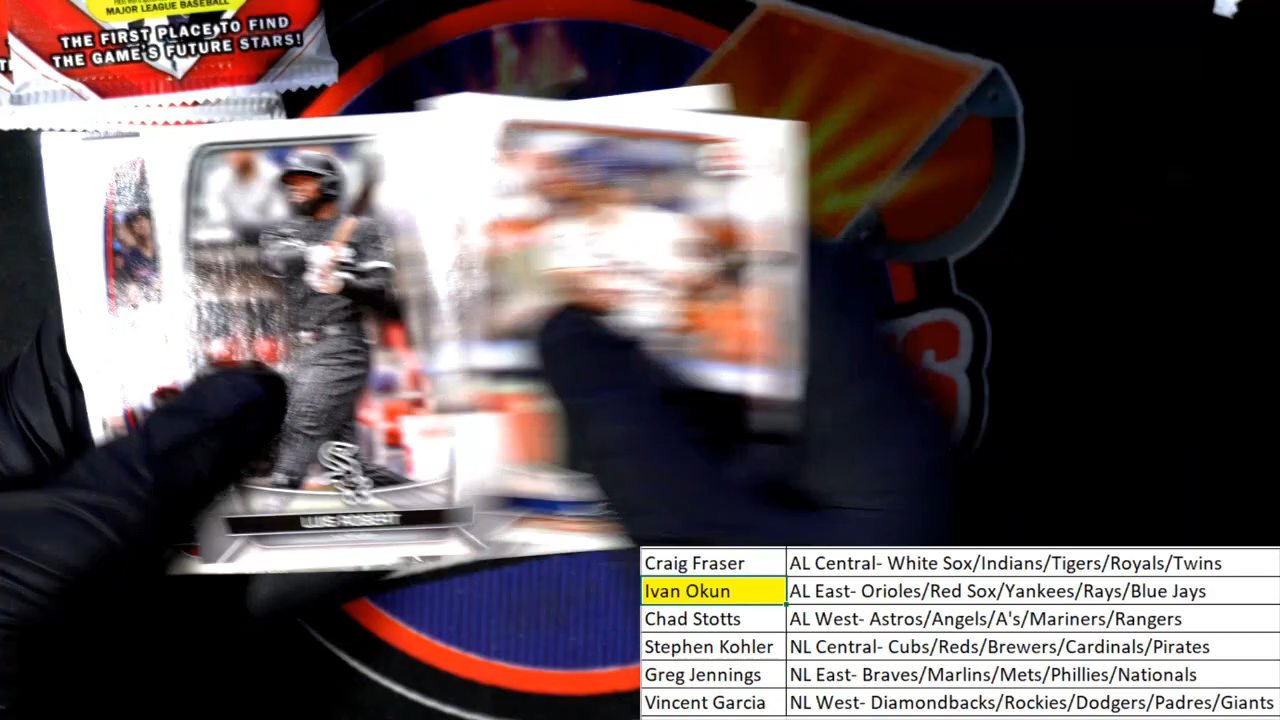 MAJOR LEAGUE BASEBALL
THE FIRST PLACE TO FIND
THE GAME'S FUTURE STARS!
LUIS ROBERT
Craig Fraser AL Central- White Sox/Indians/Tigers/Royals/Twins
Ivan Okun AL East- Orioles/Red Sox/Yankees/Rays/Blue Jays
Chad Stotts AL West- Astros/Angels/A's/Mariners/Rangers
Stephen Kohler NL Central- Cubs/Reds/Brewers/Cardinals/Pirates
Greg Jennings NL East- Braves/Marlins/Mets/Phillies/Nationals
Vincent Garcia NL West- Diamondbacks/Rockies/Dodgers/Padres/Giants